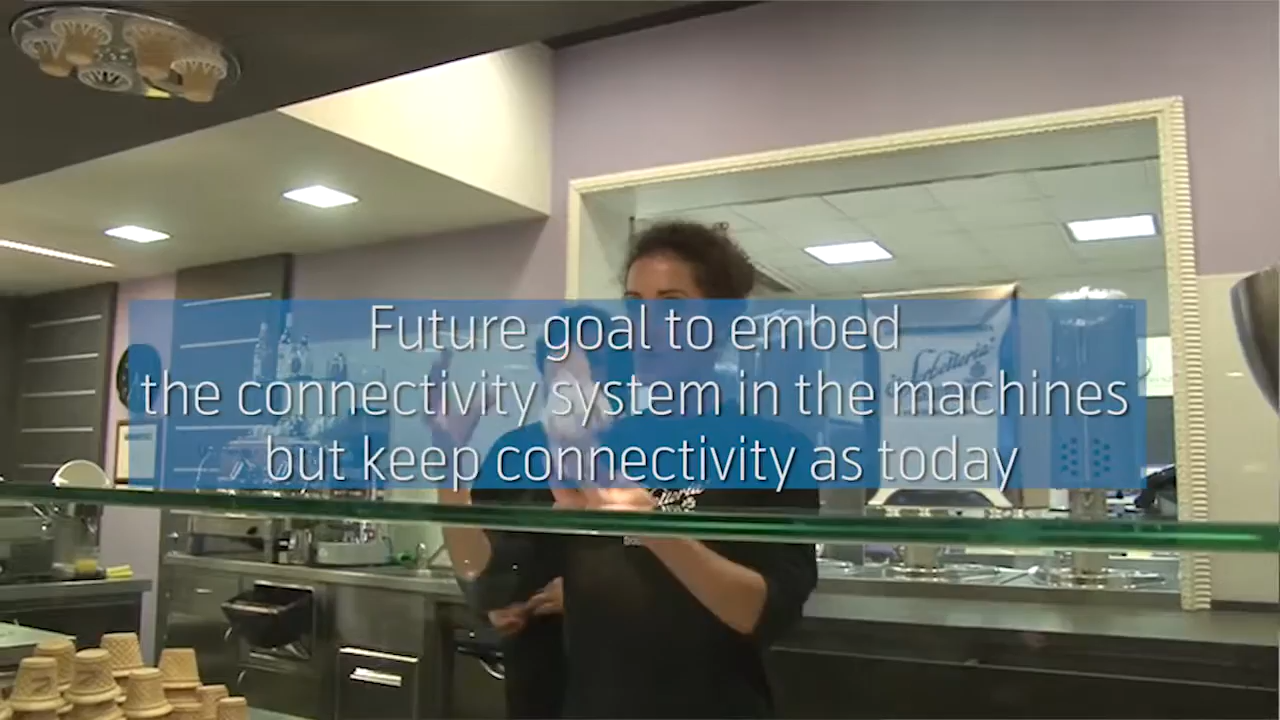 Future goal to embed
the connectivity system in the machines
but keep connectivity as today